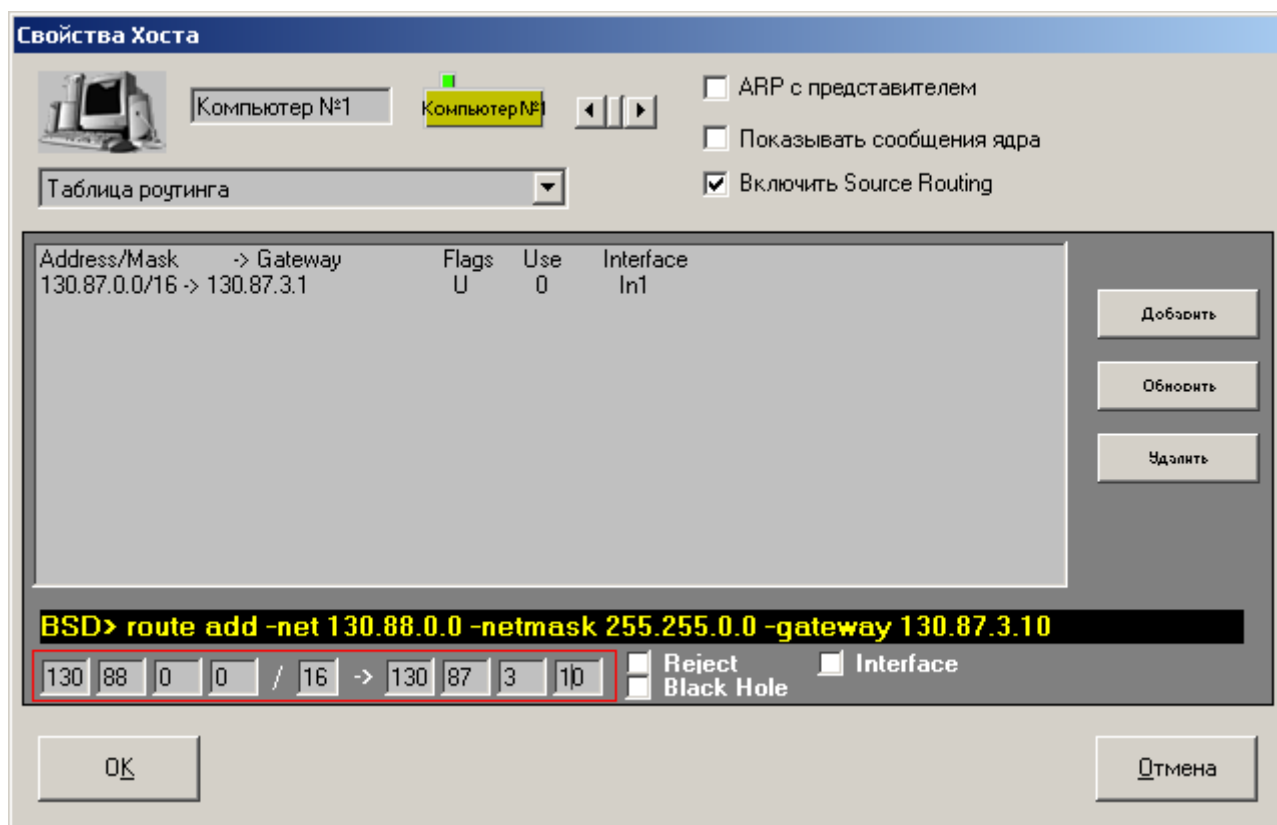 Свойства Хоста
Компьютер №1
Компьютер№1
ARP с представителем
Показывать сообщения ядра
Таблица роутинга
Включить Source Routing
Address/Mask -> Gateway Flags Use Interface
130.87.0.0/16 -> 130.87.3.1 U 0 In1
Добавить
Обновить
Удалить
BSD> route add -net 130.88.0.0 -netmask 255.255.0.0 -gateway 130.87.3.10
130 88 0 0 / 16 -> 130 87 3 10
Reject
Interface
Black Hole
OK
Отмена